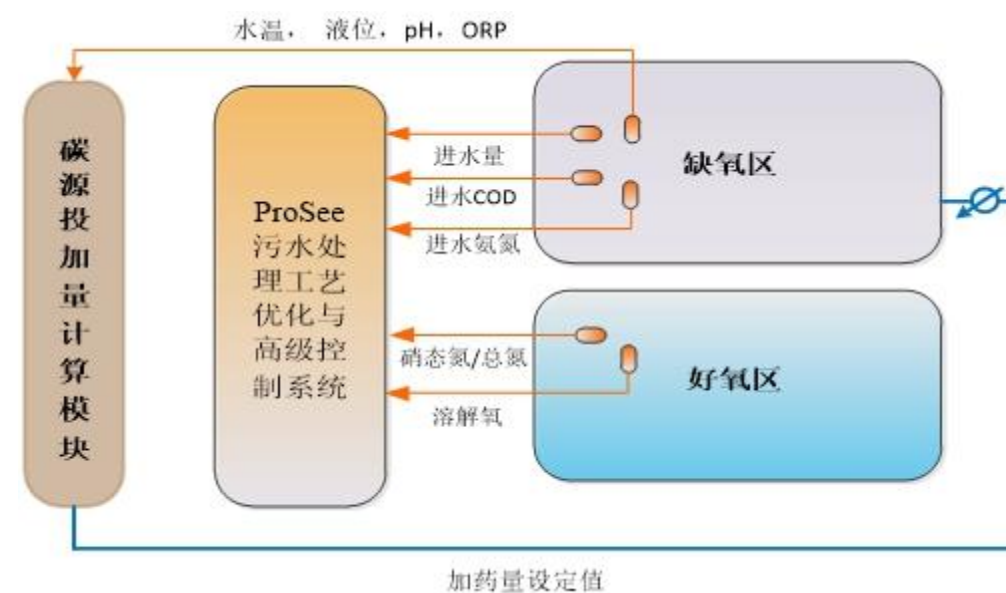 水温， 液位，pH，ORP
碳
源
投
加
量
计
算
模
块
ProSee
污水处
理工艺
优化与
高级控
制系统
进水量
进水COD
进水氨氮
缺氧区
硝态氮/总氮
溶解氧
好氧区
加药量设定值